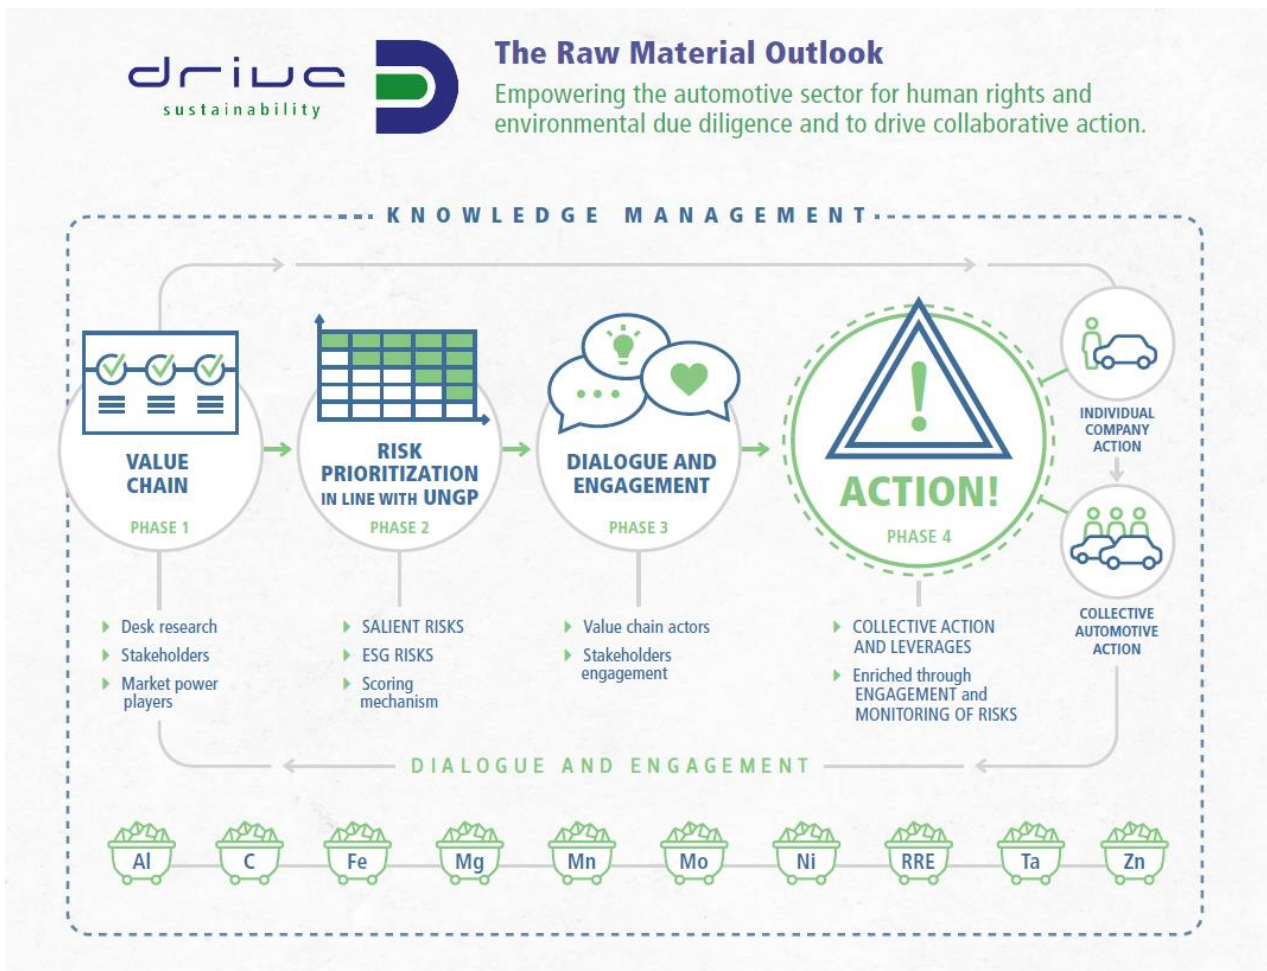 drive
sustainability
The Raw Material Outlook
Empowering the automotive sector for human rights and
environmental due diligence and to drive collaborative action.
KNOWLEDGE MANAGEMENT
VALUE
CHAIN
PHASE 1
RISK
PRIORITIZATION
IN LINE WITH UNGP
PHASE 2
DIALOGUE AND
ENGAGEMENT
PHASE 3
!
ACTION!
PHASE 4
INDIVIDUAL
COMPANY
ACTION
COLLECTIVE
AUTOMOTIVE
ACTION
Desk research
Stakeholders
Market power
players
SALIENT RISKS
ESG RISKS
Scoring
mechanism
Value chain actors
Stakeholders
engagement
COLLECTIVE ACTION
AND LEVERAGES
Enriched through
ENGAGEMENT and
MONITORING OF RISKS
DIALOGUE AND ENGAGEMENT
Al C Fe Mg Mn Mo Ni RRE Ta Zn